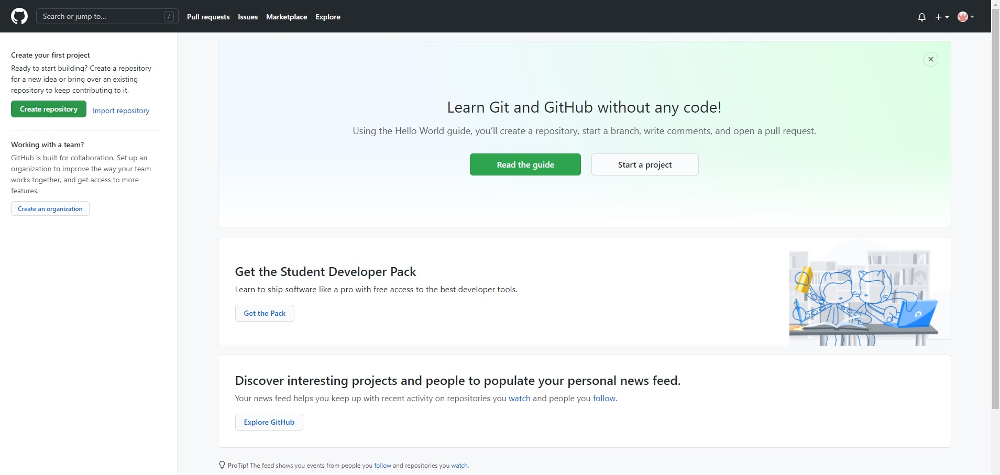 Search or jump to... /
Pull requests
Issues
Marketplace
Explore
Create your first project
Ready to start building? Create a repository
for a new idea or bring over an existing
repository to keep contributing to it.
Create repository
Import repository
Working with a team?
GitHub is built for collaboration. Set up an
organization to improve the way your team
works together, and get access to more
features.
Create an organization
Learn Git and GitHub without any code!
Using the Hello World guide, you’ll create a repository, start a branch, write comments, and open a pull request.
Read the guide
Start a project
Get the Student Developer Pack
Learn to ship software like a pro with free access to the best developer tools.
Get the Pack
Discover interesting projects and people to populate your personal news feed.
Your news feed helps you keep up with recent activity on repositories you watch and people you follow.
Explore GitHub
ProTip! The feed shows you events from people you follow and repositories you watch.